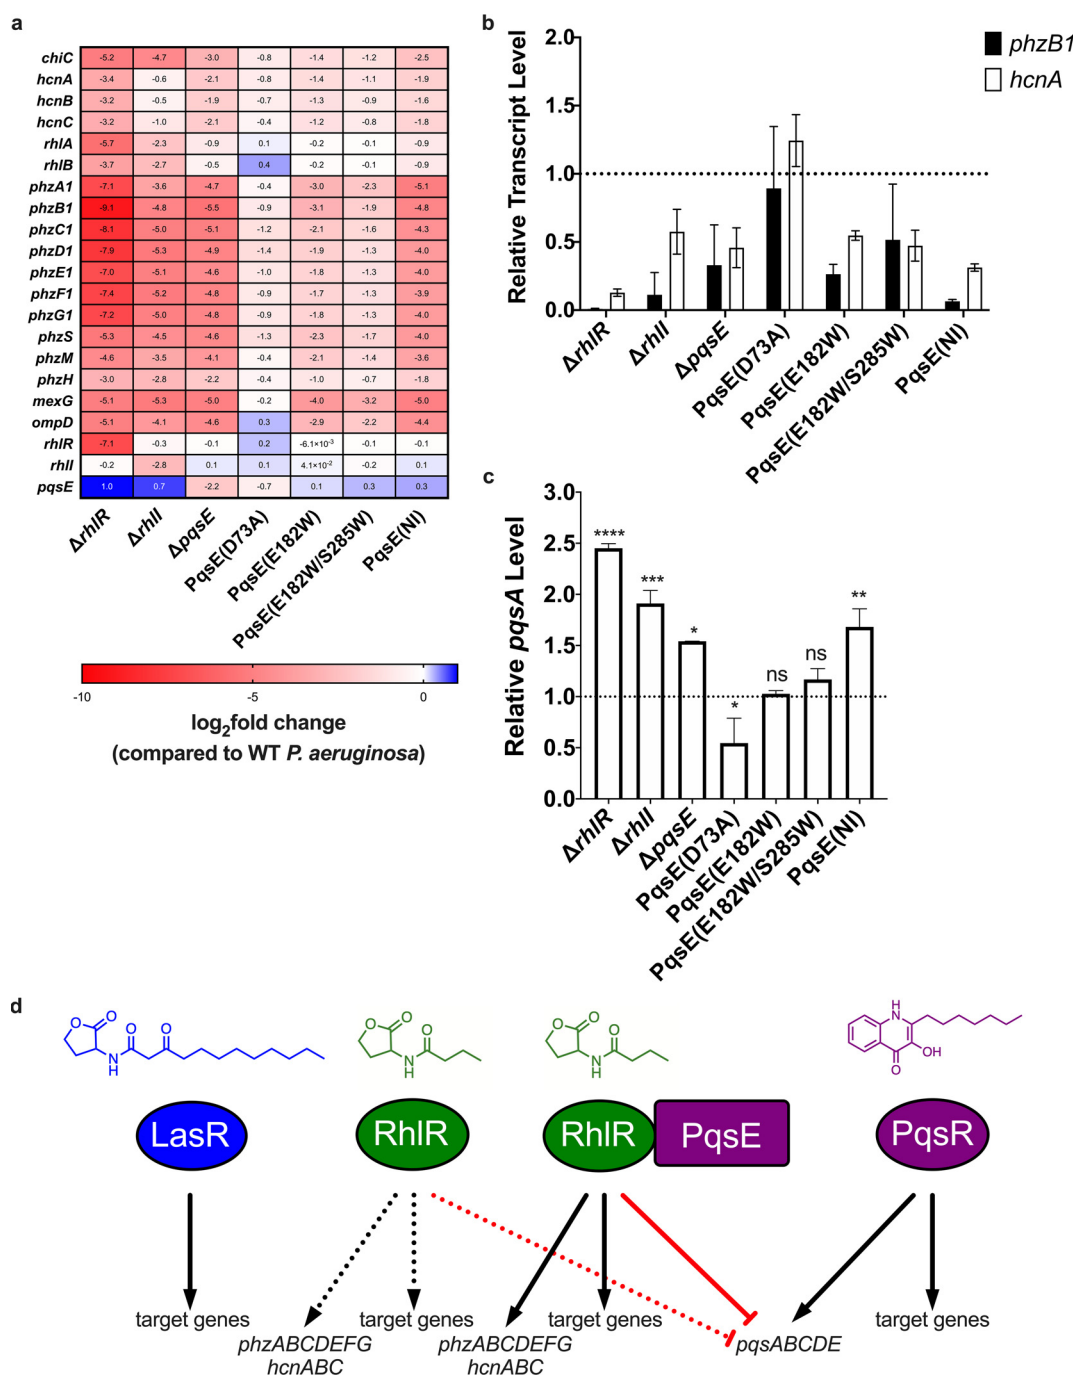 a
chiC -5.2 -4.7 -3.0 -0.8 -1.4 -1.2 -2.5
hcnA -3.4 -0.6 -2.1 -0.8 -1.4 -1.1 -1.9
hcnB -3.2 -0.5 -1.9 -0.7 -1.3 -0.9 -1.6
hcnC -3.2 -1.0 -2.1 -0.4 -1.2 -0.8 -1.8
rhlA -5.7 -2.3 -0.9 0.1 -0.2 -0.1 -0.9
rhlB -3.7 -2.7 -0.5 0.4 -0.2 -0.1 -0.9
phzA1 -7.1 -3.6 -4.7 -0.4 -3.0 -2.3 -5.1
phzB1 -9.1 -4.8 -5.5 -0.9 -3.1 -1.9 -4.8
phzC1 -8.1 -5.0 -5.1 -1.2 -2.1 -1.6 -4.3
phzD1 -7.9 -5.3 -4.9 -1.4 -1.9 -1.3 -4.0
phzE1 -7.0 -5.1 -4.6 -1.0 -1.8 -1.3 -4.0
phzF1 -7.4 -5.2 -4.8 -0.9 -1.7 -1.3 -3.9
phzG1 -7.2 -5.0 -4.8 -0.9 -1.8 -1.3 -4.0
phzS -5.3 -4.5 -4.6 -1.3 -2.3 -1.7 -4.0
phzM -4.6 -3.5 -4.1 -0.4 -2.1 -1.4 -3.6
phzH -3.0 -2.8 -2.2 -0.4 -1.0 -0.7 -1.8
mexG -5.1 -5.3 -5.0 -0.2 -4.0 -3.2 -5.0
ompD -5.1 -4.1 -4.6 0.3 -2.9 -2.2 -4.4
rhlR -7.1 -0.3 -0.1 0.2 -6.1×10-3 -0.1 -0.1
rhlI -0.2 -2.8 0.1 0.1 4.1×10-2 -0.2 0.1
pqsE 1.0 0.7 -2.2 -0.7 0.1 0.3 0.3
ΔrhlR ΔrhlI ΔpqsE PqsE(D73A) PqsE(E182W) PqsE(E182W/S285W) PqsE(NI)
-10 -5 0
log2fold change
(compared to WT P. aeruginosa)
b
Relative Transcript Level
2.0
1.5
1.0
0.5
0.0
phzB1
hcnA
ΔrhlR ΔrhlI ΔpqsE PqsE(D73A) PqsE(E182W) PqsE(E182W/S285W) PqsE(NI)
c
Relative pqsA Level
3.0
2.5
2.0
1.5
1.0
0.5
0.0
**** *** * * ns ns **
ΔrhlR ΔrhlI ΔpqsE PqsE(D73A) PqsE(E182W) PqsE(E182W/S285W) PqsE(NI)
d
O O N H O O
O O N H O
O O N H O
H N OH O
LasR RhlR RhlR PqsE PqsR
target genes target genes target genes target genes
phzABCDEFG phzABCDEFG pqsABCDE
hcnABC hcnABC